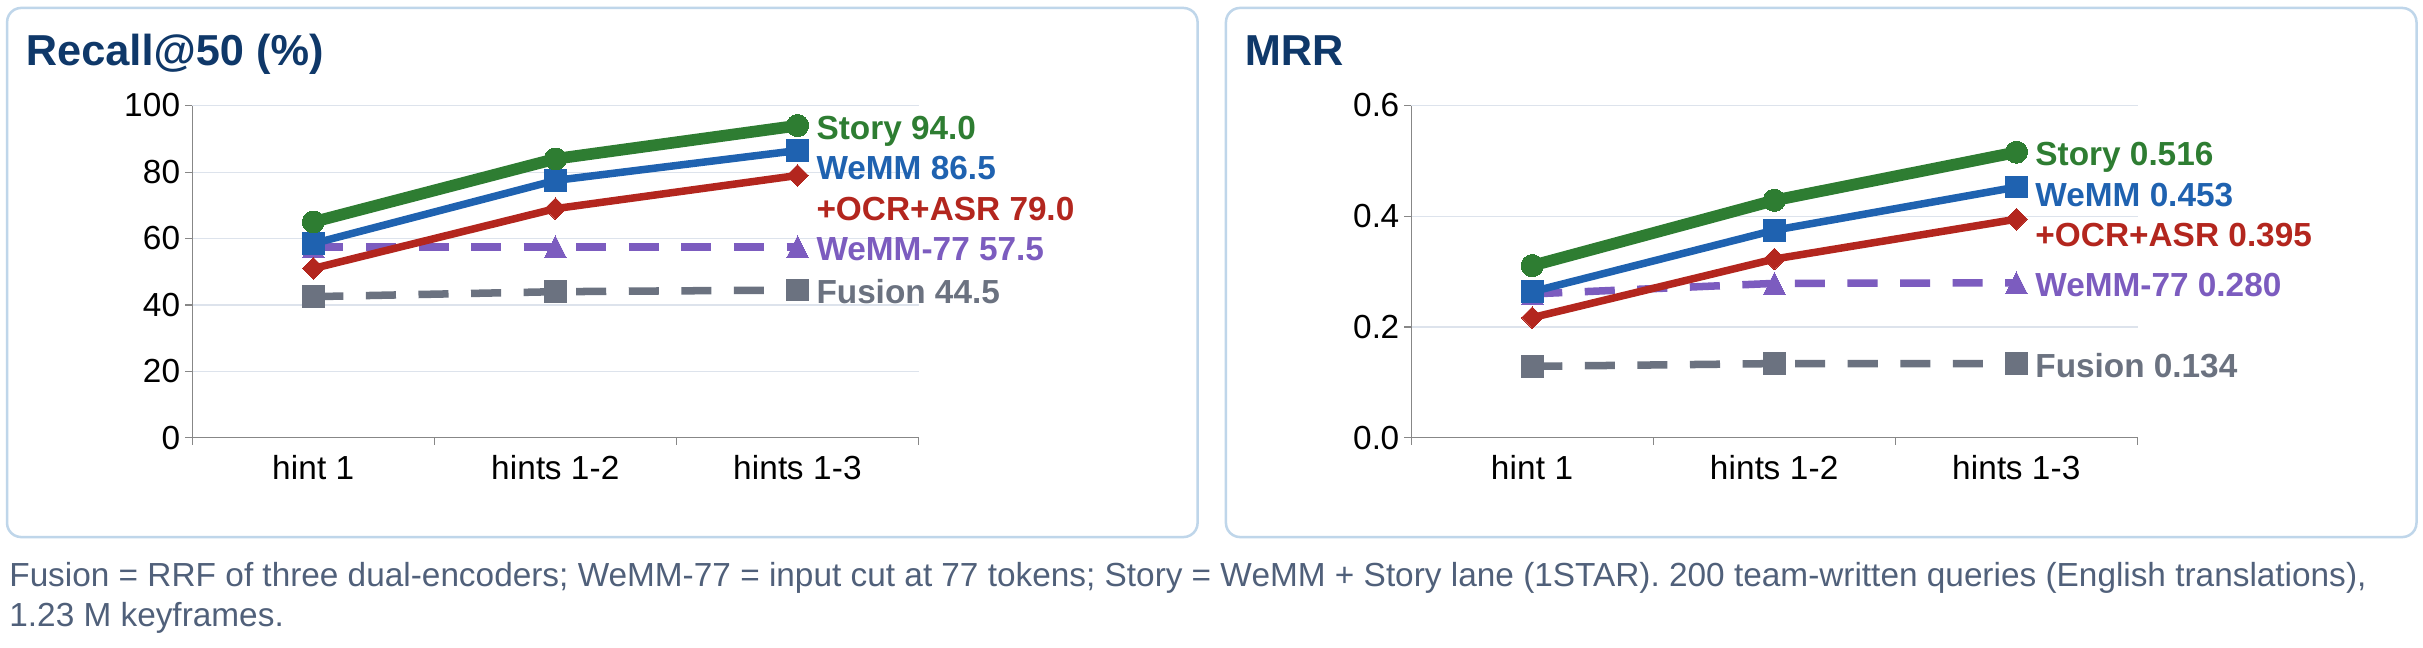 Recall@50 (%)
100
80
60
40
20
0
hint 1
hints 1-2
hints 1-3
Story 94.0
WeMM 86.5
+OCR+ASR 79.0
WeMM-77 57.5
Fusion 44.5
MRR
0.6
0.4
0.2
0.0
hint 1
hints 1-2
hints 1-3
Story 0.516
WeMM 0.453
+OCR+ASR 0.395
WeMM-77 0.280
Fusion 0.134
Fusion = RRF of three dual-encoders; WeMM-77 = input cut at 77 tokens; Story = WeMM + Story lane (1STAR). 200 team-written queries (English translations),
1.23 M keyframes.